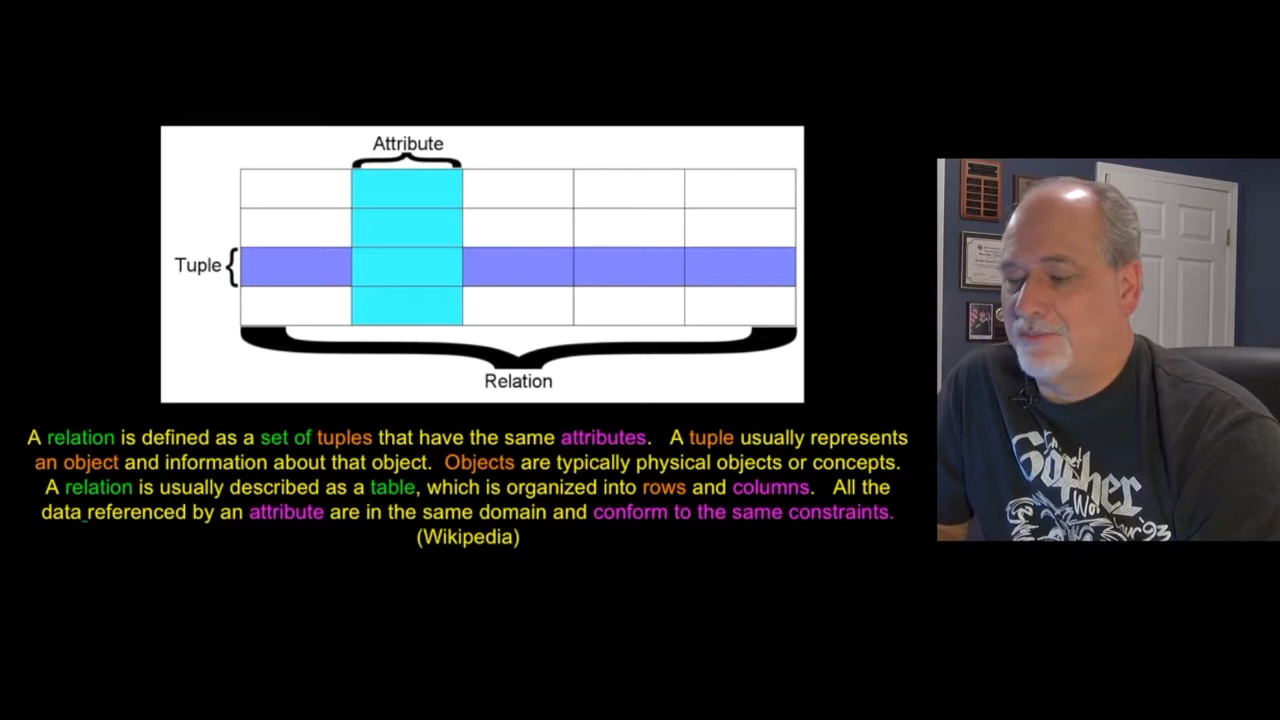 Attribute
Tuple
Relation
A relation is defined as a set of tuples that have the same attributes. A tuple usually represents
an object and information about that object. Objects are typically physical objects or concepts.
A relation is usually described as a table, which is organized into rows and columns. All the
data referenced by an attribute are in the same domain and conform to the same constraints.
(Wikipedia)
Gopher